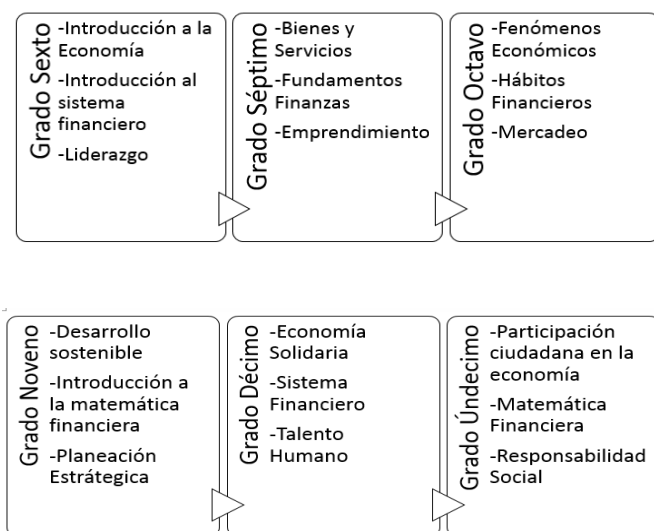 Grado Sexto
-Introducción a la
Economía
-Introducción al
sistema
financiero
-Liderazgo
Grado Séptimo
-Bienes y
Servicios
-Fundamentos
Finanzas
-Emprendimiento
Grado Octavo
-Fenómenos
Económicos
-Hábitos
Financieros
-Mercadeo
Grado Noveno
-Desarrollo
sostenible
-Introducción a
la matemática
financiera
-Planeación
Estrátegica
Grado Décimo
-Economía
Solidaria
-Sistema
Financiero
-Talento
Humano
Grado Úndecimo
-Participación
ciudadana en la
economía
-Matemática
Financiera
-Responsabilidad
Social